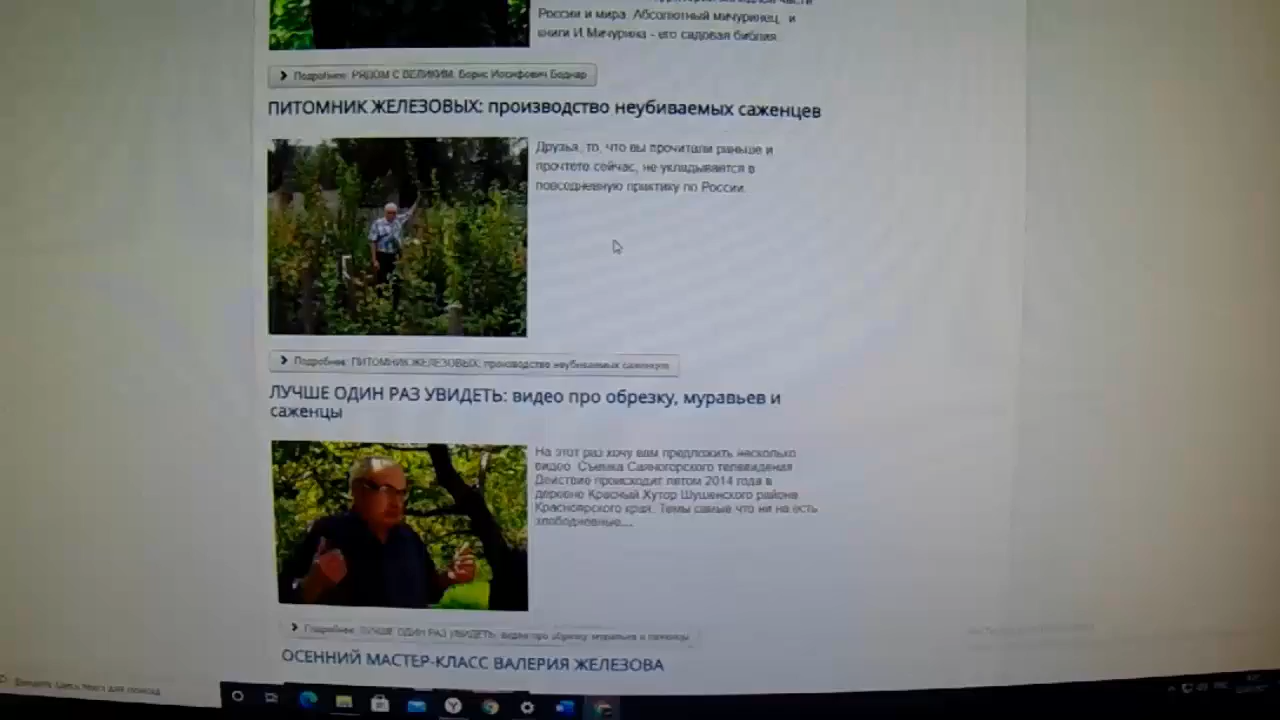 России и мира. Абсолютный мичуринец, и
книги И.Мичурина - его садовая библия.
Подробнее: РЯДОМ С ВЕЛИКИМ. Борис Иосифович Боднар
ПИТОМНИК ЖЕЛЕЗОВЫХ: производство неубиваемых саженцев
Друзья, то, что вы прочитали раньше и
прочтете сейчас, не укладывается в
повседневную практику по России.
Подробнее: ПИТОМНИК ЖЕЛЕЗОВЫХ: производство неубиваемых саженцев
ЛУЧШЕ ОДИН РАЗ УВИДЕТЬ: видео про обрезку, муравьев и
саженцы
На этот раз хочу вам предложить несколько
видео. Съемка Саяногорского телевидения.
Действие происходит летом 2014 года в
деревне Красный Хутор Шушенского района
Красноярского края. Темы самые что ни на есть
злободневные....
Подробнее: ЛУЧШЕ ОДИН РАЗ УВИДЕТЬ: видео про обрезку, муравьев и саженцы
ОСЕННИЙ МАСТЕР-КЛАСС ВАЛЕРИЯ ЖЕЛЕЗОВА